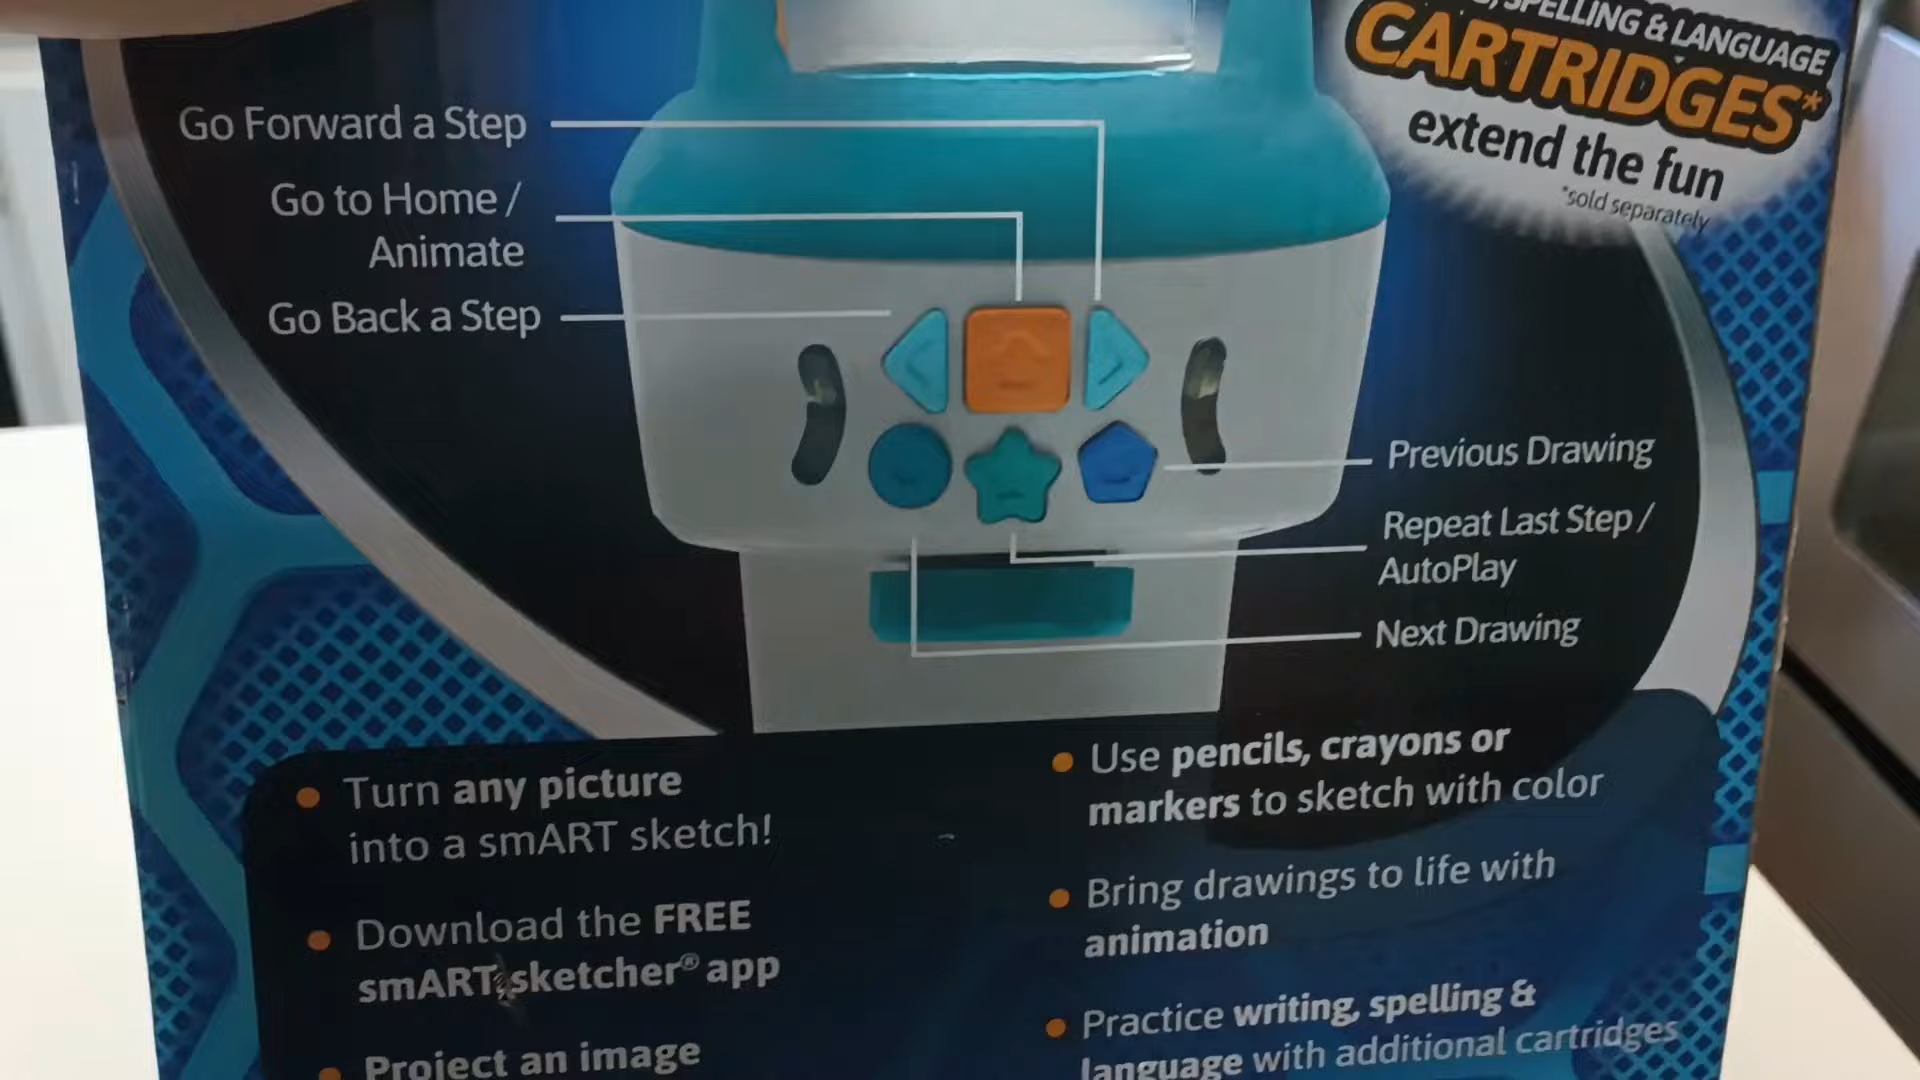 SPELLING & LANGUAGE
CARTRIDGES*
extend the fun
*sold separately
Go Forward a Step
Go to Home /
Animate
Go Back a Step
Previous Drawing
Repeat Last Step /
AutoPlay
Next Drawing
Turn any picture
into a smART sketch!
Download the FREE
smART sketcher® app
Project an image
Use pencils, crayons or
markers to sketch with color
Bring drawings to life with
animation
Practice writing, spelling &
language with additional cartridges